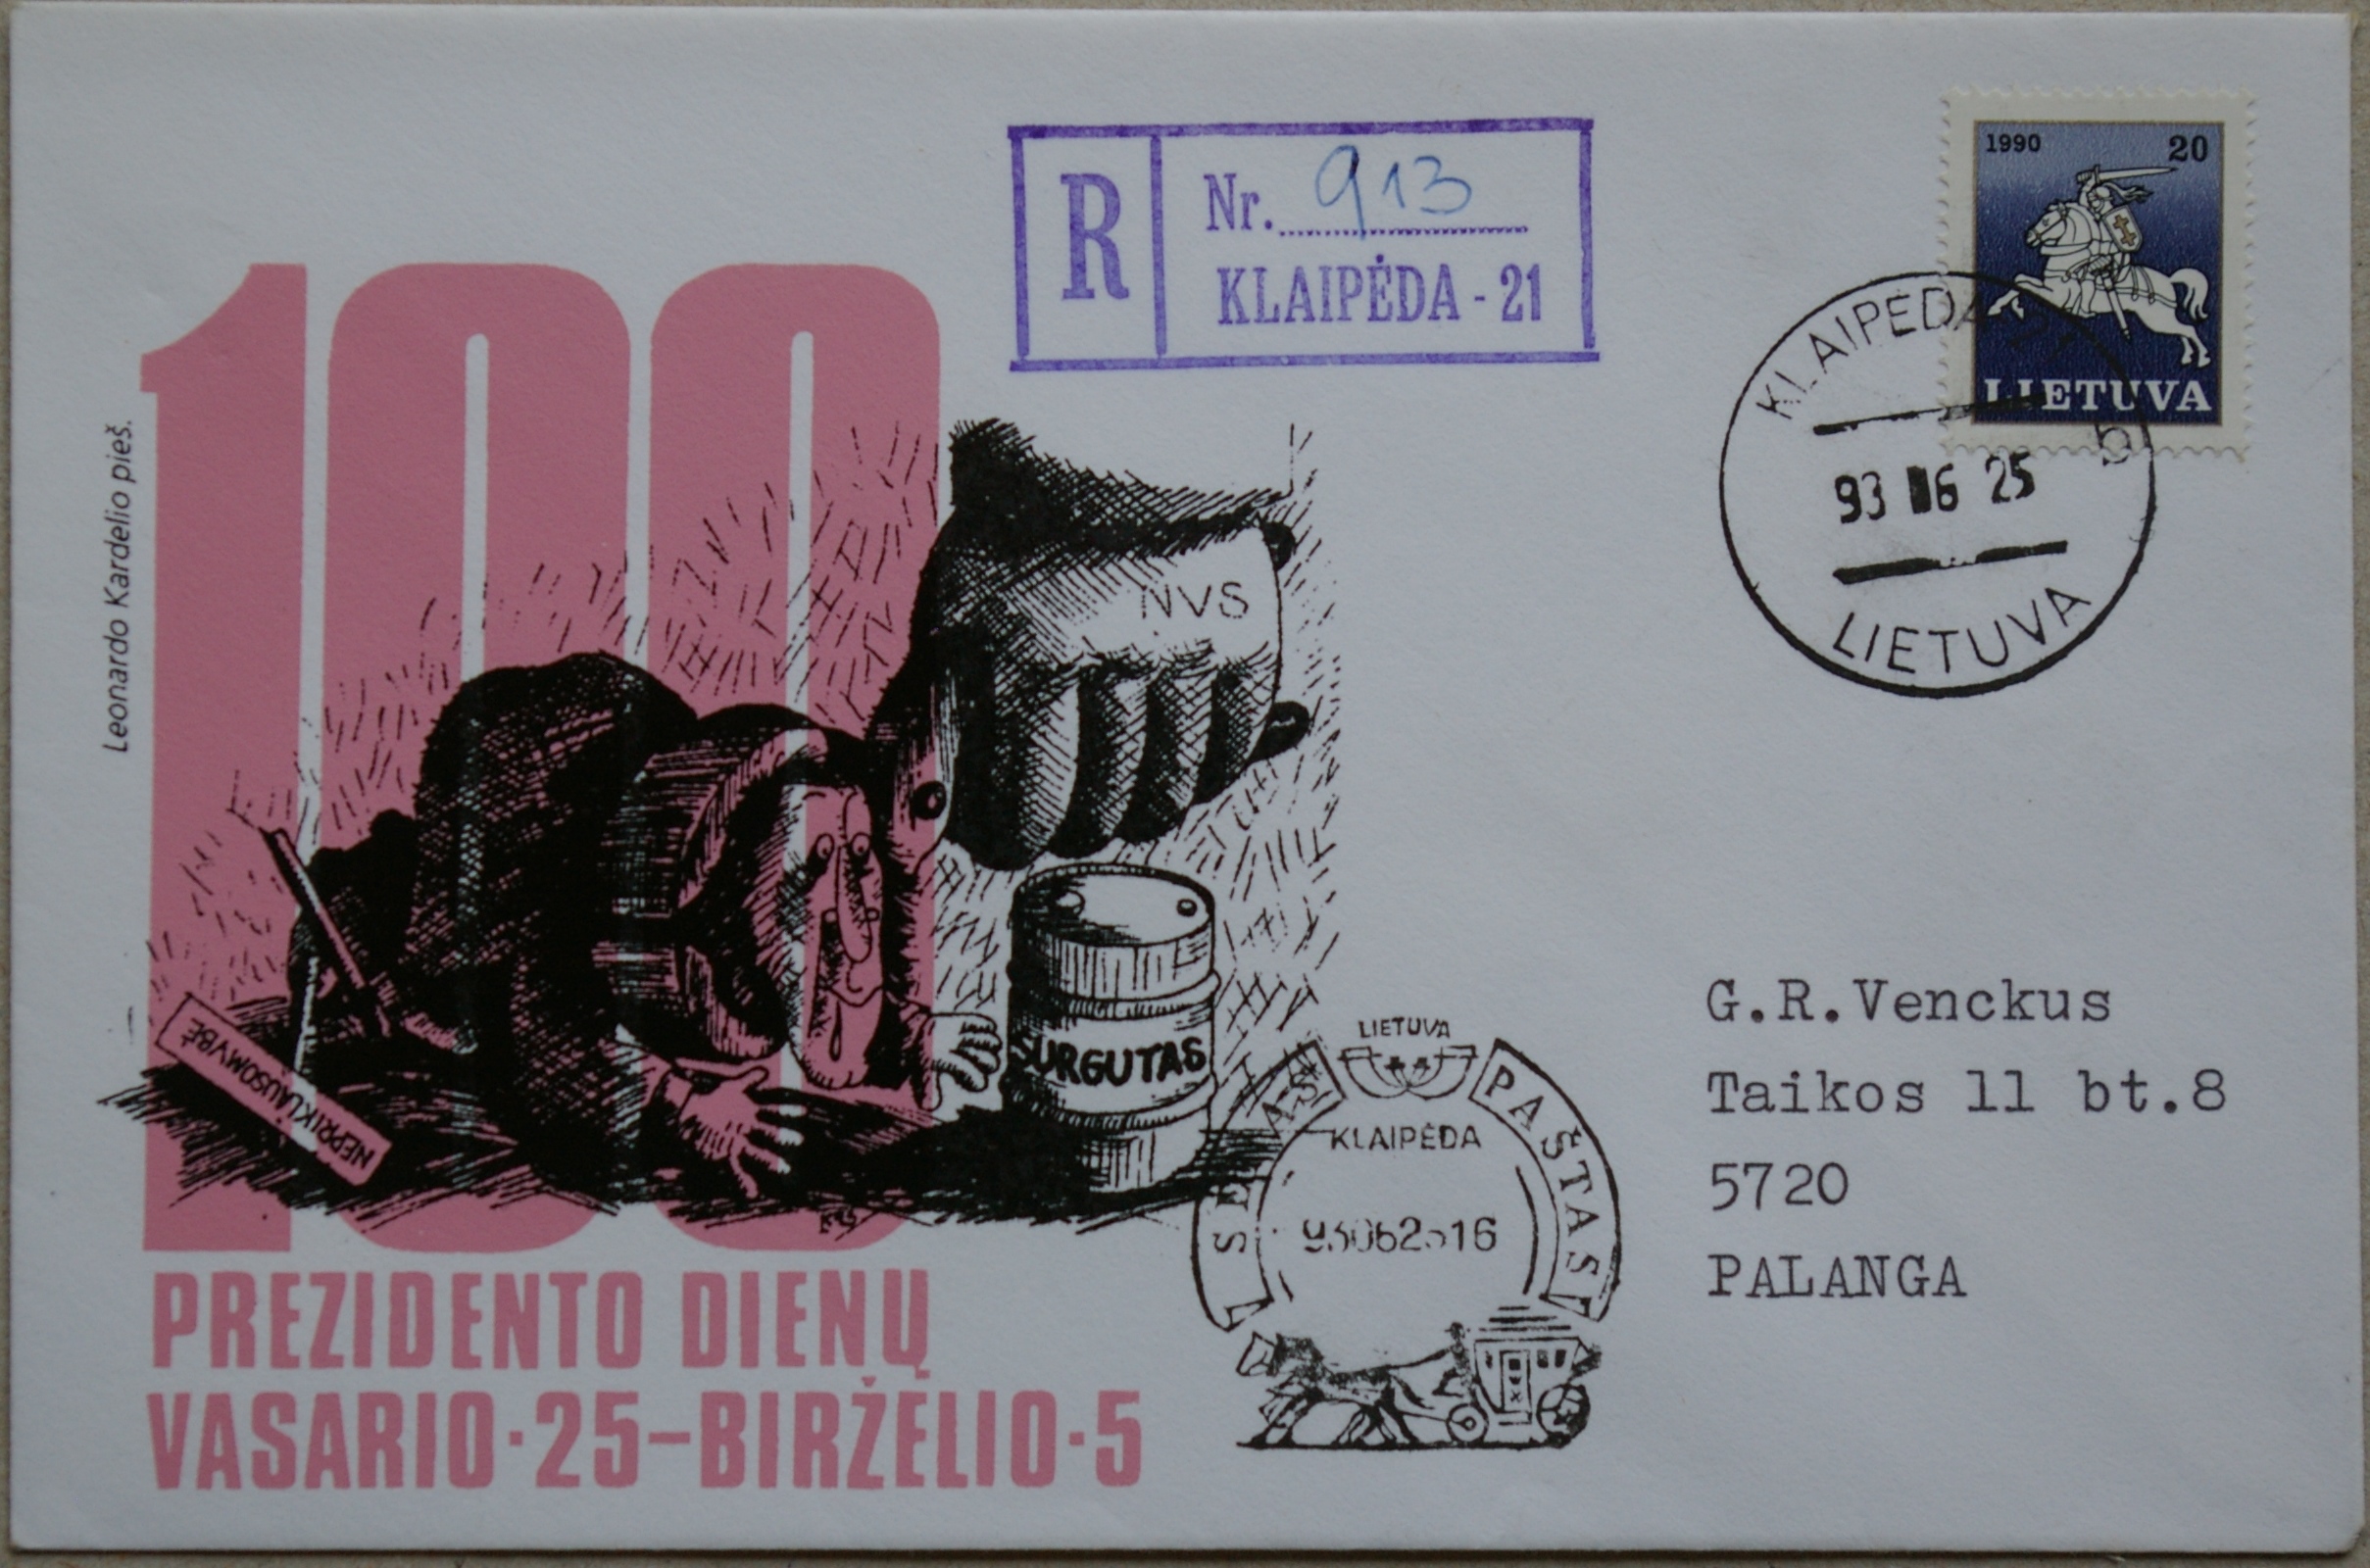 1990 20
LIETUVA
R
Nr. 913
KLAIPĖDA - 21
KLAIPĖDA
b
93 06 25
LIETUVA
100
Leonardo Kardelio pieš.
NVS
SURGUTAS
NEPRIKLAUSOMYBĖ
LIETUVA
PAŠTAS
KLAIPĖDA
G.R.Venckus
Taikos 11 bt.8
5720
PALANGA
PREZIDENTO DIENŲ
VASARIO·25–BIRŽELIO·5